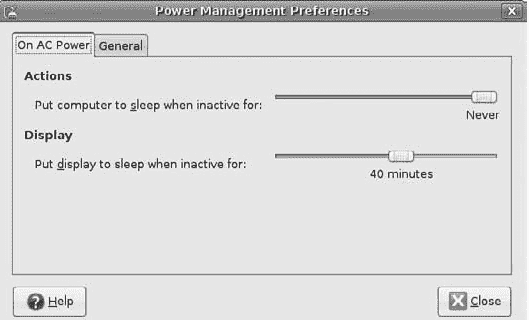 Power Management Preferences
On AC Power General
Actions
Put computer to sleep when inactive for:
Never
Display
Put display to sleep when inactive for:
40 minutes
Help Close